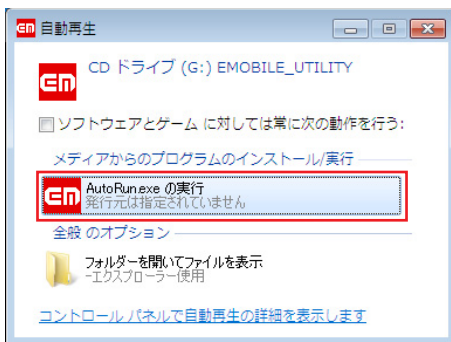 EM 自動再生
CD ドライブ (G:) EMOBILE_UTILITY
EM
ソフトウェアとゲーム に対しては常に次の動作を行う:
メディアからのプログラムのインストール/実行
EM AutoRun.exe の実行
発行元は指定されていません
全般 のオプション
フォルダーを開いてファイルを表示
-エクスプローラー使用
コントロール パネルで自動再生の詳細を表示します